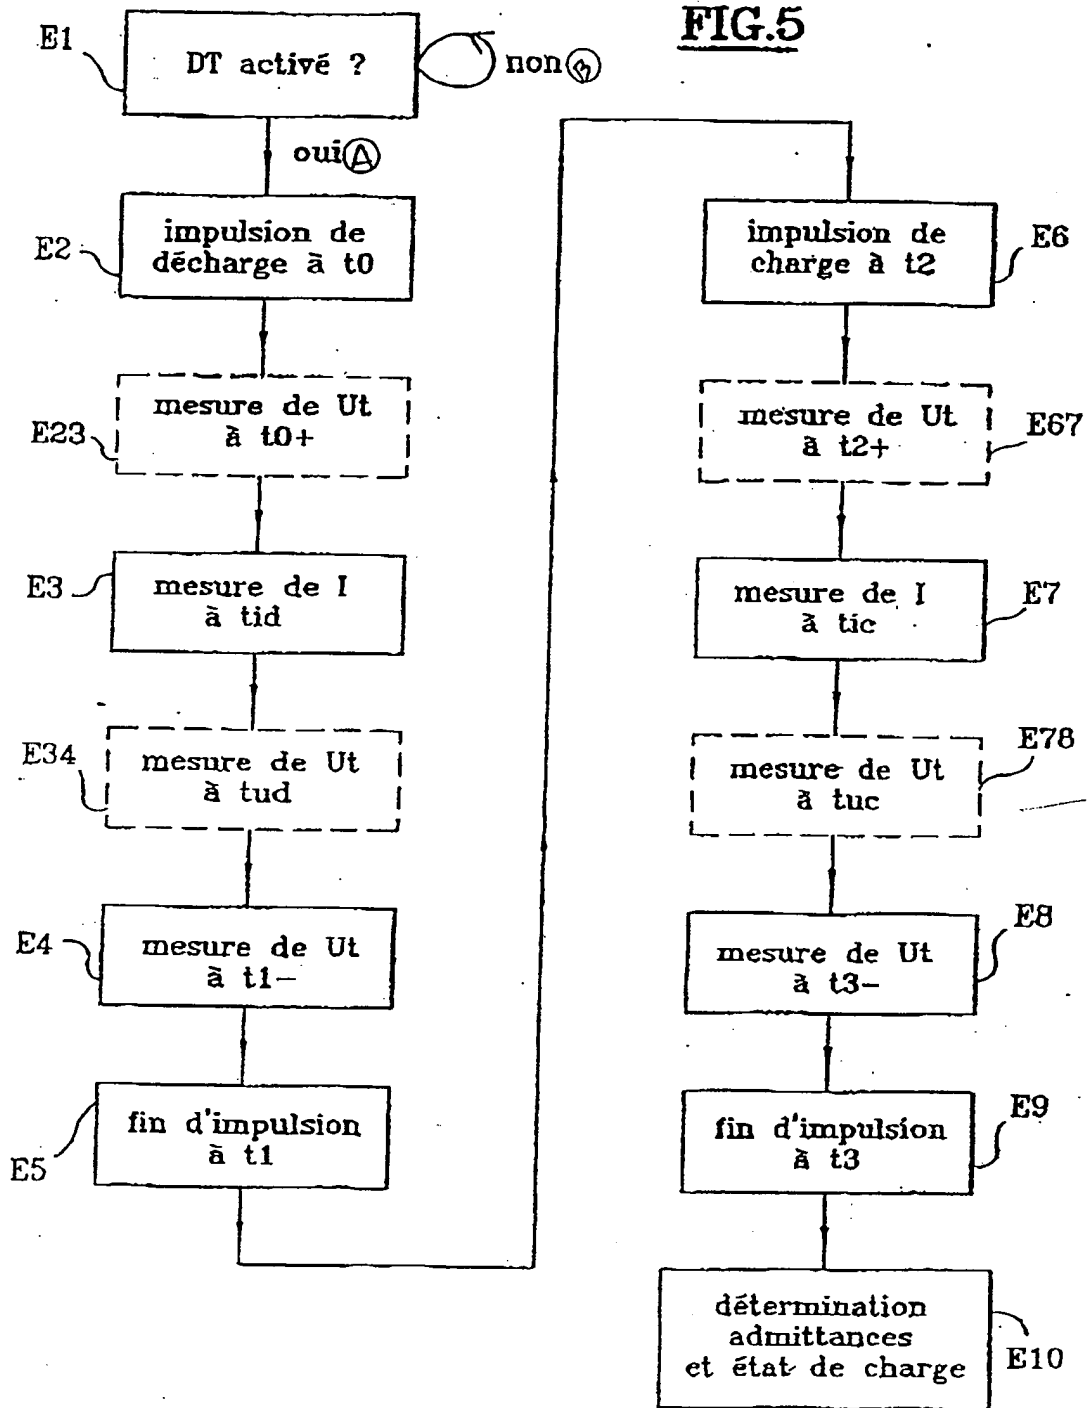 FIG.5
E1
DT activé ?
non Ⓑ
oui Ⓐ
E2
impulsion de
décharge à t0
E23
mesure de Ut
à t0+
E3
mesure de I
à tid
E34
mesure de Ut
à tud
E4
mesure de Ut
à t1-
E5
fin d'impulsion
à t1
impulsion de
charge à t2
E6
mesure de Ut
à t2+
E67
mesure de I
à tic
E7
mesure de Ut
à tuc
E78
mesure de Ut
à t3-
E8
fin d'impulsion
à t3
E9
détermination
admittances
et état de charge
E10